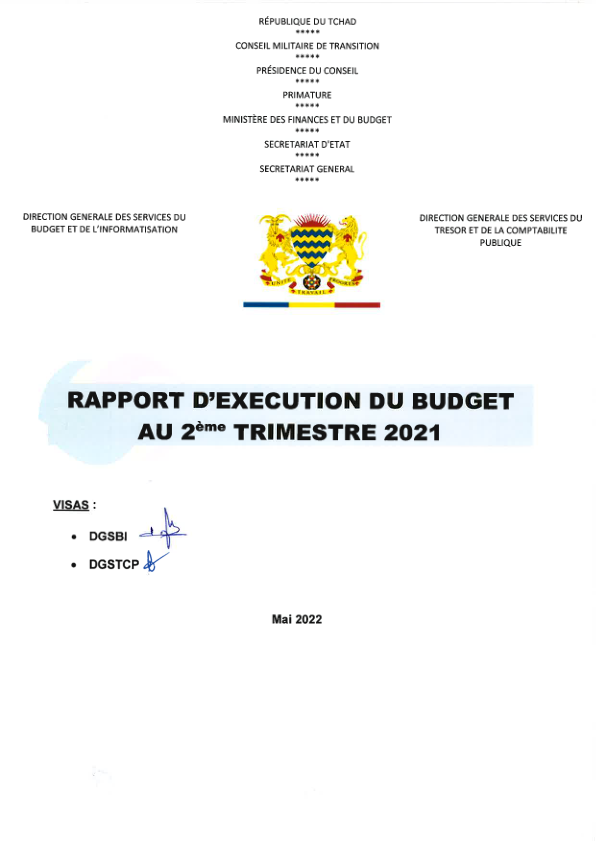 RÉPUBLIQUE DU TCHAD
*****
CONSEIL MILITAIRE DE TRANSITION
*****
PRÉSIDENCE DU CONSEIL
*****
PRIMATURE
*****
MINISTÈRE DES FINANCES ET DU BUDGET
*****
SECRETARIAT D'ETAT
*****
SECRETARIAT GENERAL
*****
DIRECTION GENERALE DES SERVICES DU
BUDGET ET DE L'INFORMATISATION
DIRECTION GENERALE DES SERVICES DU
TRESOR ET DE LA COMPTABILITE
PUBLIQUE
UNITÉ TRAVAIL PROGRES
RAPPORT D'EXECUTION DU BUDGET
AU 2ème TRIMESTRE 2021
VISAS :
• DGSBI
• DGSTCP
Mai 2022